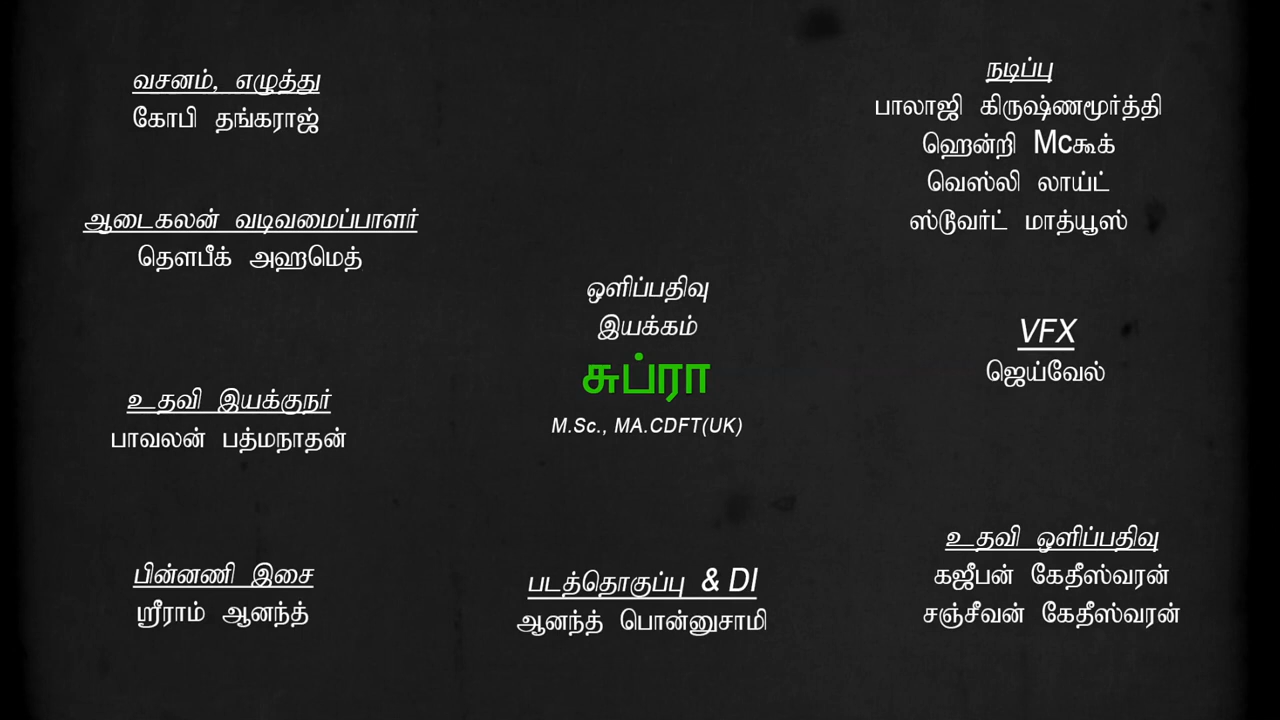 வசனம், எழுத்து
கோபி தங்கராஜ்
ஆடைகலன் வடிவமைப்பாளர்
தௌபீக் அஹமெத்
உதவி இயக்குநர்
பாவலன் பத்மநாதன்
பின்னணி இசை
ஸ்ரீராம் ஆனந்த்
ஒளிப்பதிவு
இயக்கம்
சுப்ரா
M.Sc., MA.CDFT(UK)
படத்தொகுப்பு & DI
ஆனந்த் பொன்னுசாமி
நடிப்பு
பாலாஜி கிருஷ்ணமூர்த்தி
ஹென்றி Mcகூக்
வெஸ்லி லாய்ட்
ஸ்டூவர்ட் மாத்யூஸ்
VFX
ஜெய்வேல்
உதவி ஒளிப்பதிவு
கஜீபன் கேதீஸ்வரன்
சஞ்சீவன் கேதீஸ்வரன்